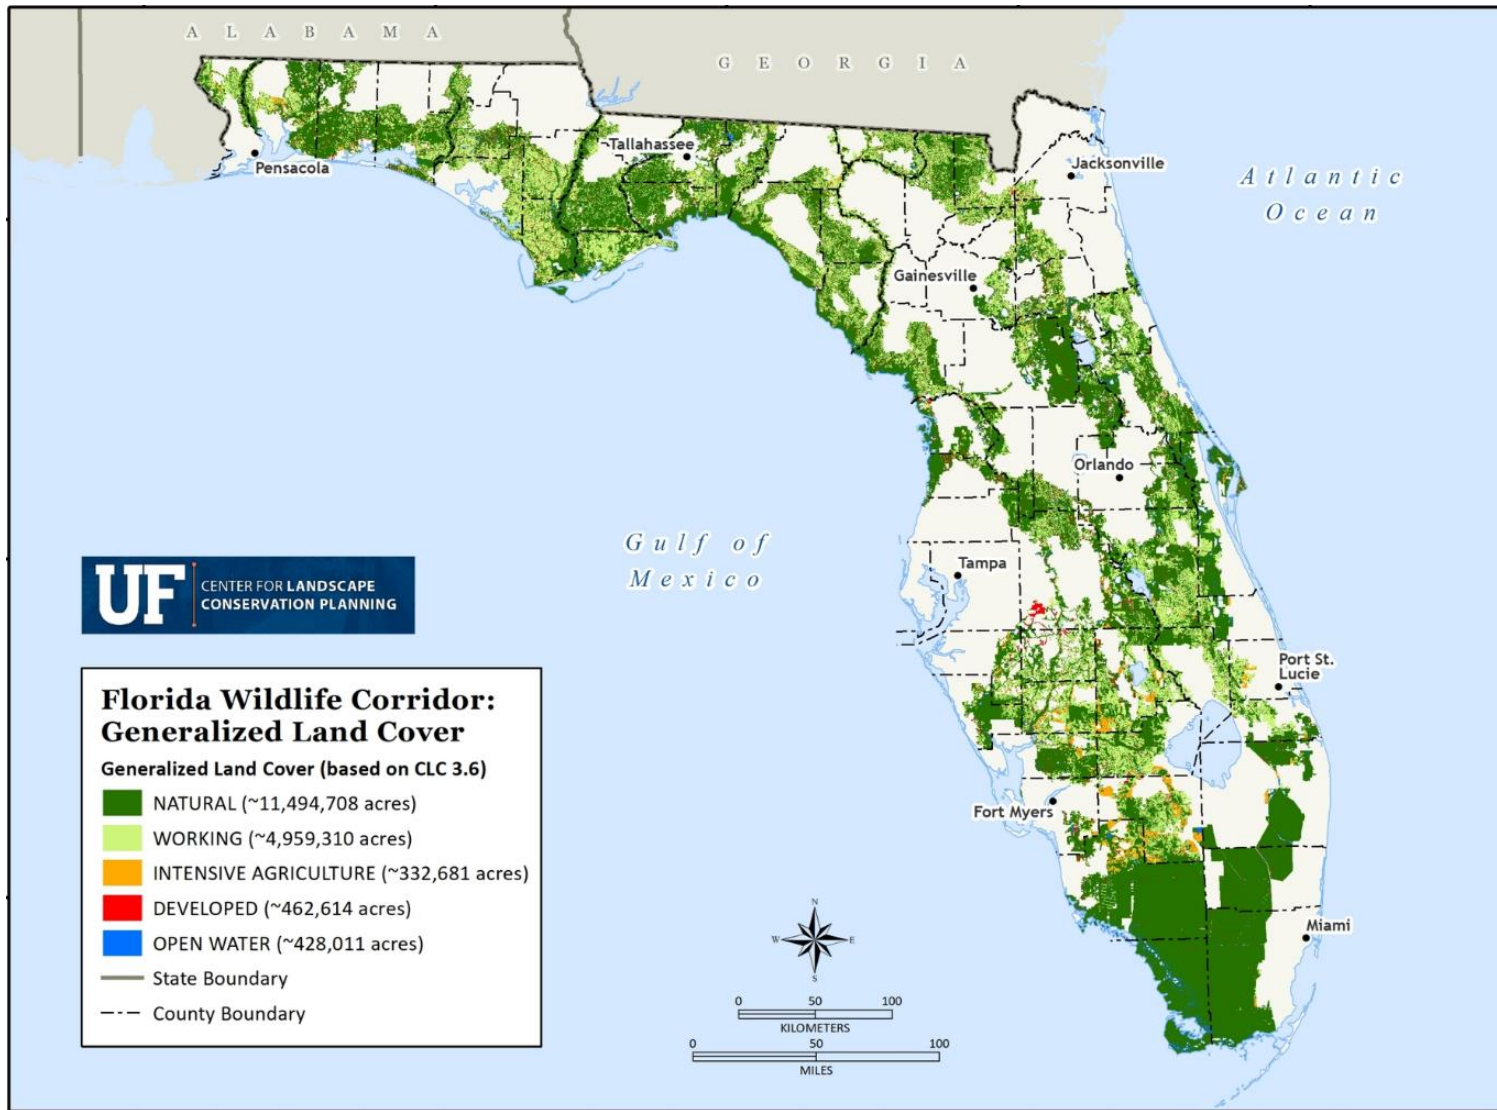 A L A B A M A
G E O R G I A
Pensacola
Tallahassee
Jacksonville
Atlantic
Ocean
Gainesville
Orlando
Gulf of
Mexico
Tampa
Port St.
Lucie
Fort Myers
Miami
UF
CENTER FOR LANDSCAPE
CONSERVATION PLANNING
Florida Wildlife Corridor:
Generalized Land Cover
Generalized Land Cover (based on CLC 3.6)
NATURAL (~11,494,708 acres)
WORKING (~4,959,310 acres)
INTENSIVE AGRICULTURE (~332,681 acres)
DEVELOPED (~462,614 acres)
OPEN WATER (~428,011 acres)
State Boundary
County Boundary
N
W E
S
0 50 100
KILOMETERS
0 50 100
MILES